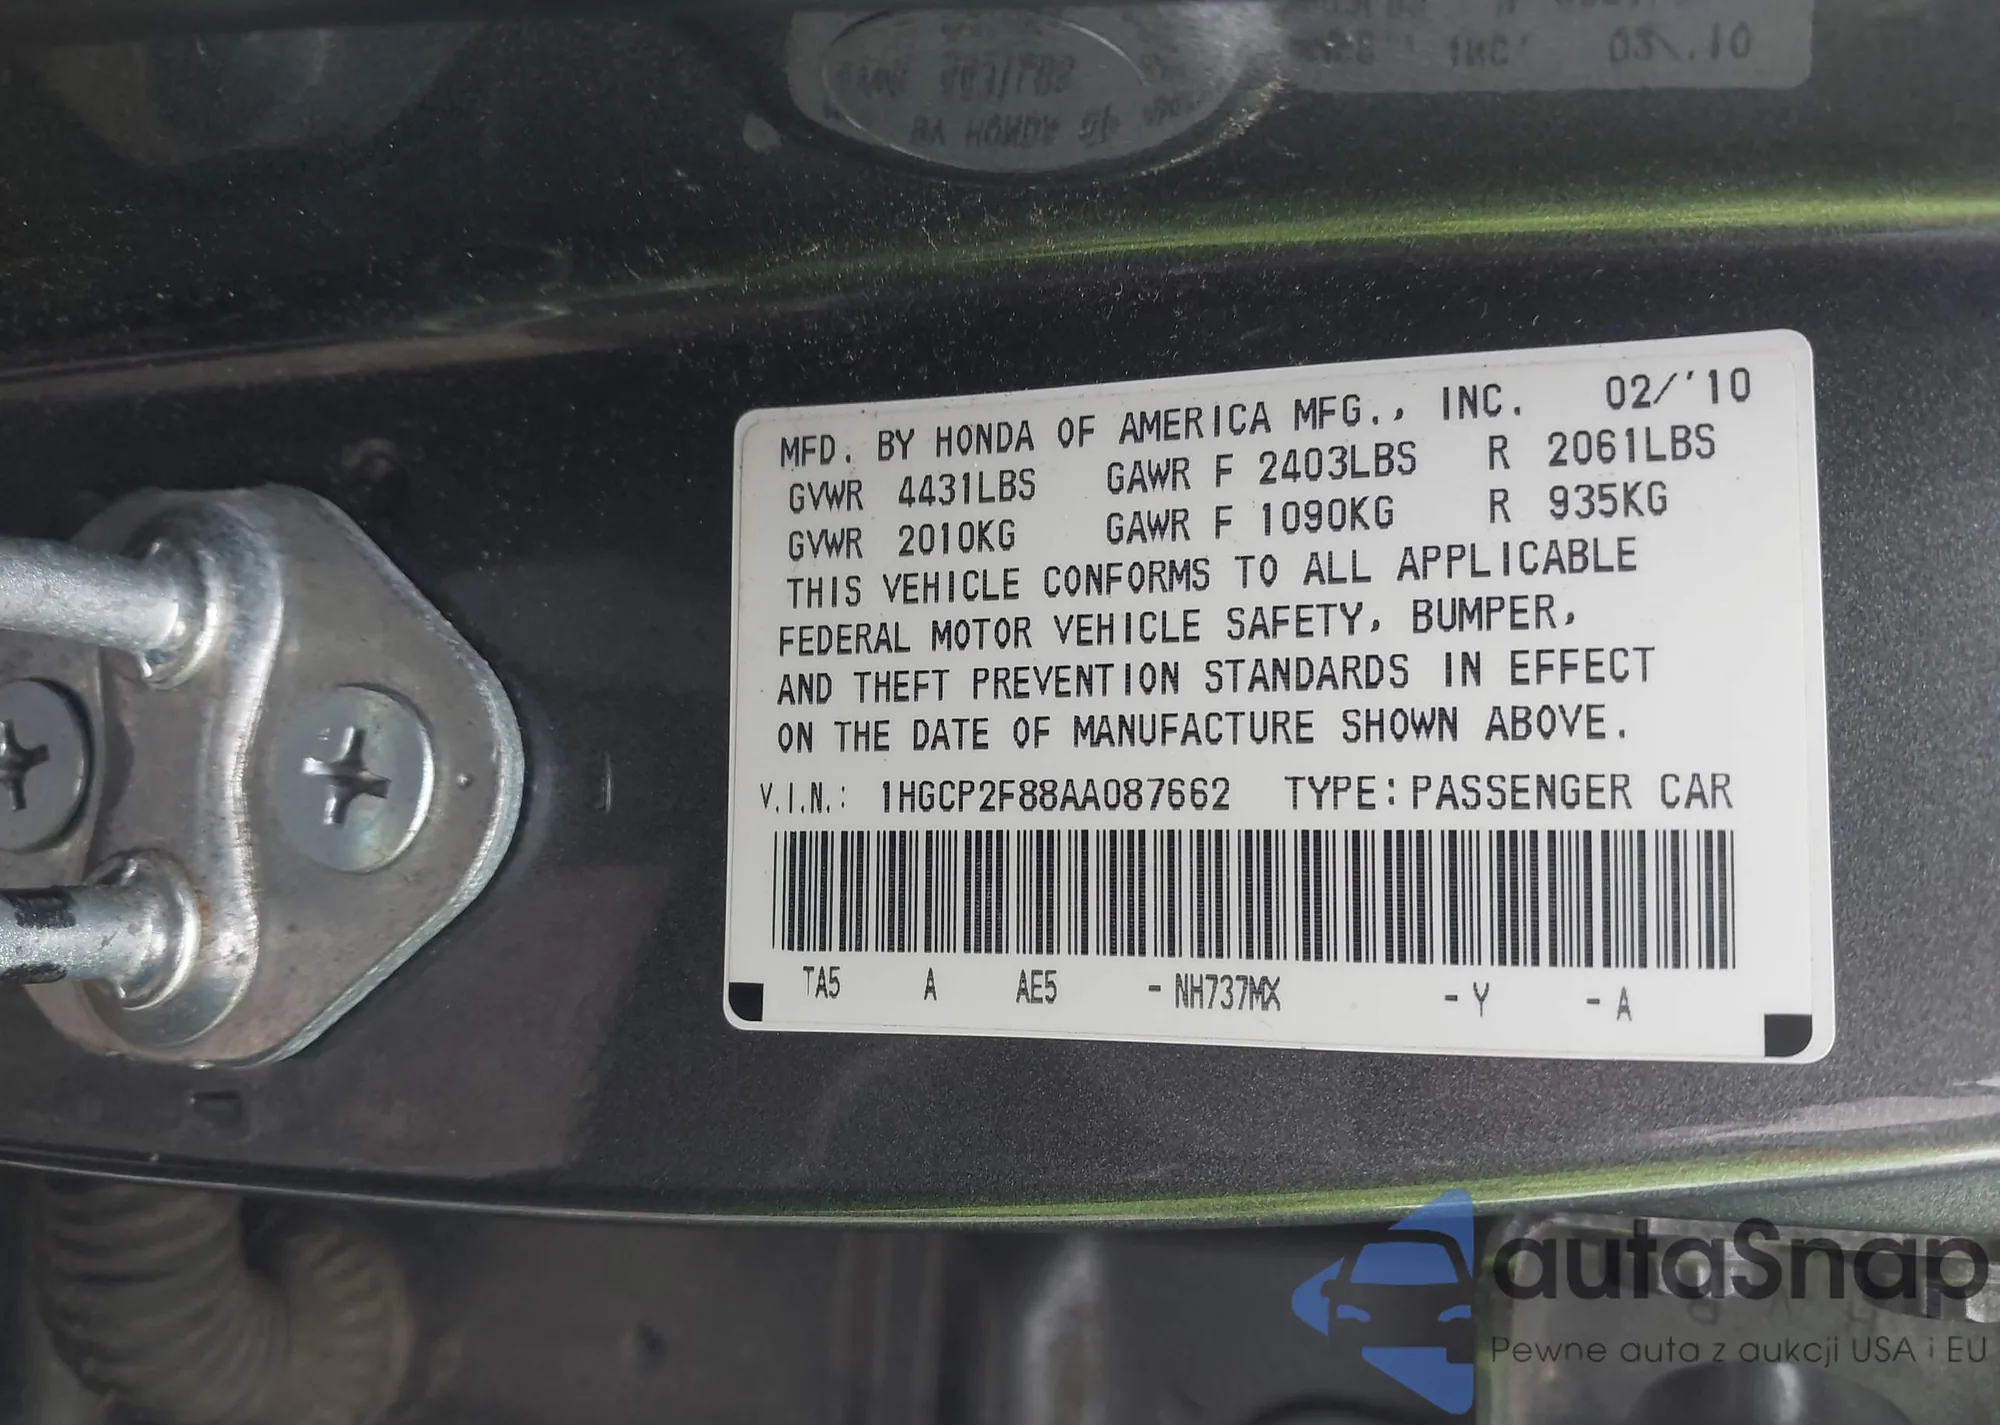 MFD. BY HONDA OF AMERICA MFG., INC. 02/'10
GVWR 4431LBS GAWR F 2403LBS R 2061LBS
GVWR 2010KG GAWR F 1090KG R 935KG
THIS VEHICLE CONFORMS TO ALL APPLICABLE
FEDERAL MOTOR VEHICLE SAFETY, BUMPER,
AND THEFT PREVENTION STANDARDS IN EFFECT
ON THE DATE OF MANUFACTURE SHOWN ABOVE.
V.I.N.: 1HGCP2F88AA087662 TYPE: PASSENGER CAR
TA5 A AE5 - NH737MX - Y - A
autaSnap
Pewne auta z aukcji USA i EU